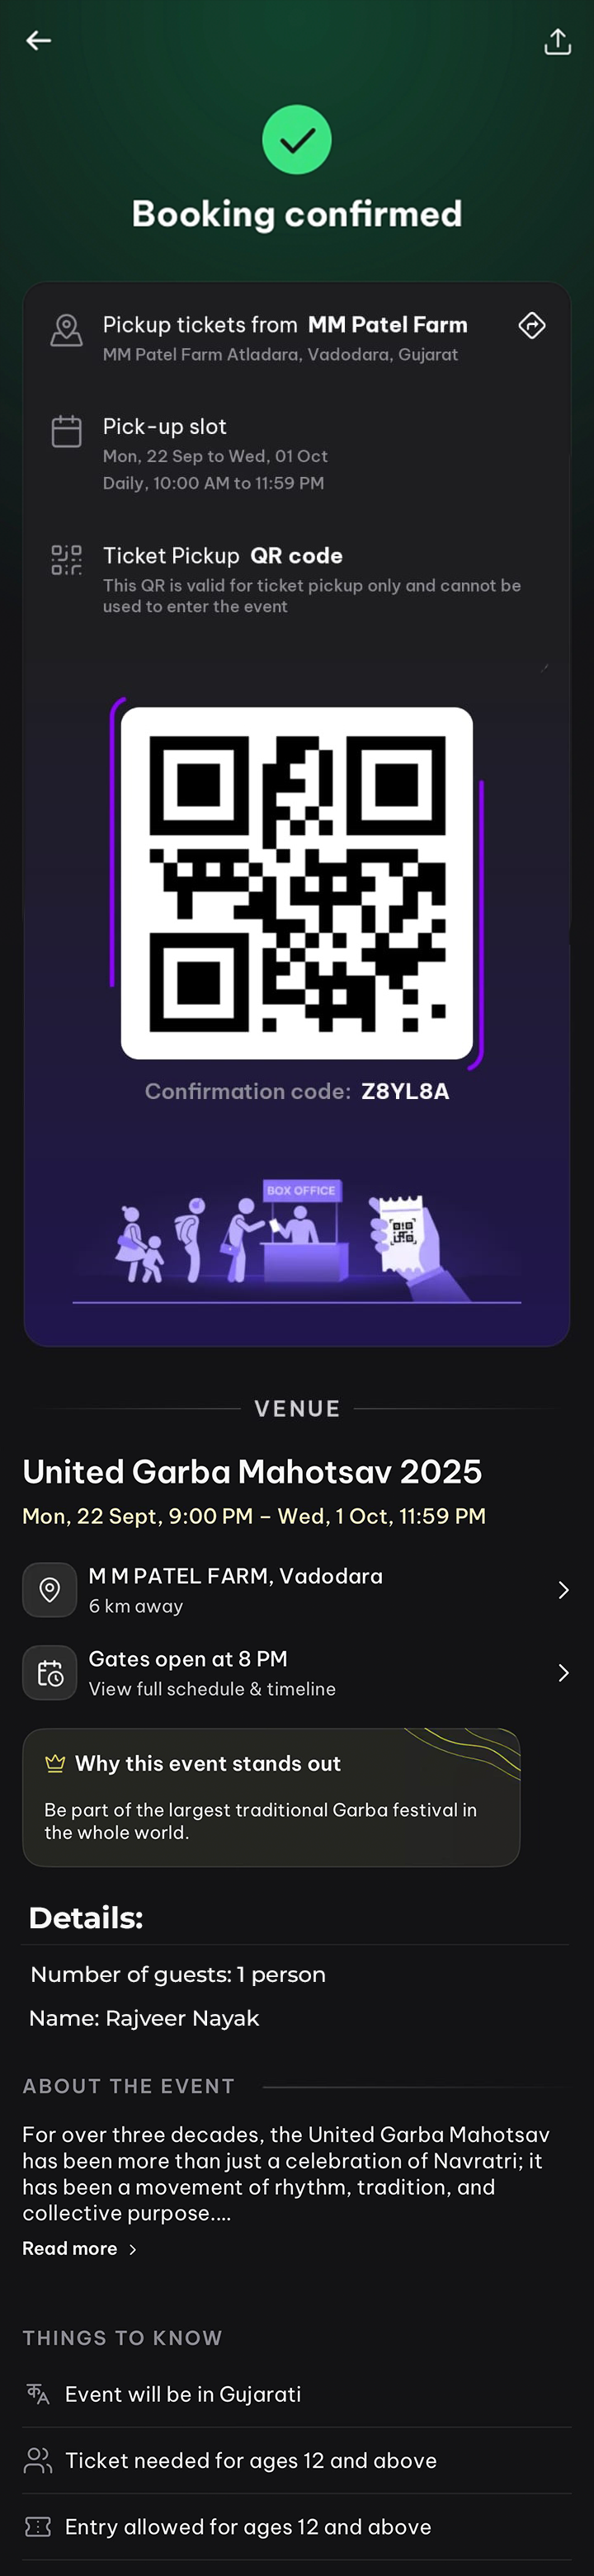 Booking confirmed
Pickup tickets from MM Patel Farm
MM Patel Farm Atladara, Vadodara, Gujarat
Pick-up slot
Mon, 22 Sep to Wed, 01 Oct
Daily, 10:00 AM to 11:59 PM
Ticket Pickup QR code
This QR is valid for ticket pickup only and cannot be
used to enter the event
Confirmation code: Z8YL8A
BOX OFFICE
VENUE
United Garba Mahotsav 2025
Mon, 22 Sept, 9:00 PM – Wed, 1 Oct, 11:59 PM
M M PATEL FARM, Vadodara
6 km away
Gates open at 8 PM
View full schedule & timeline
Why this event stands out
Be part of the largest traditional Garba festival in
the whole world.
Details:
Number of guests: 1 person
Name: Rajveer Nayak
ABOUT THE EVENT
For over three decades, the United Garba Mahotsav
has been more than just a celebration of Navratri; it
has been a movement of rhythm, tradition, and
collective purpose....
Read more
THINGS TO KNOW
Event will be in Gujarati
Ticket needed for ages 12 and above
Entry allowed for ages 12 and above